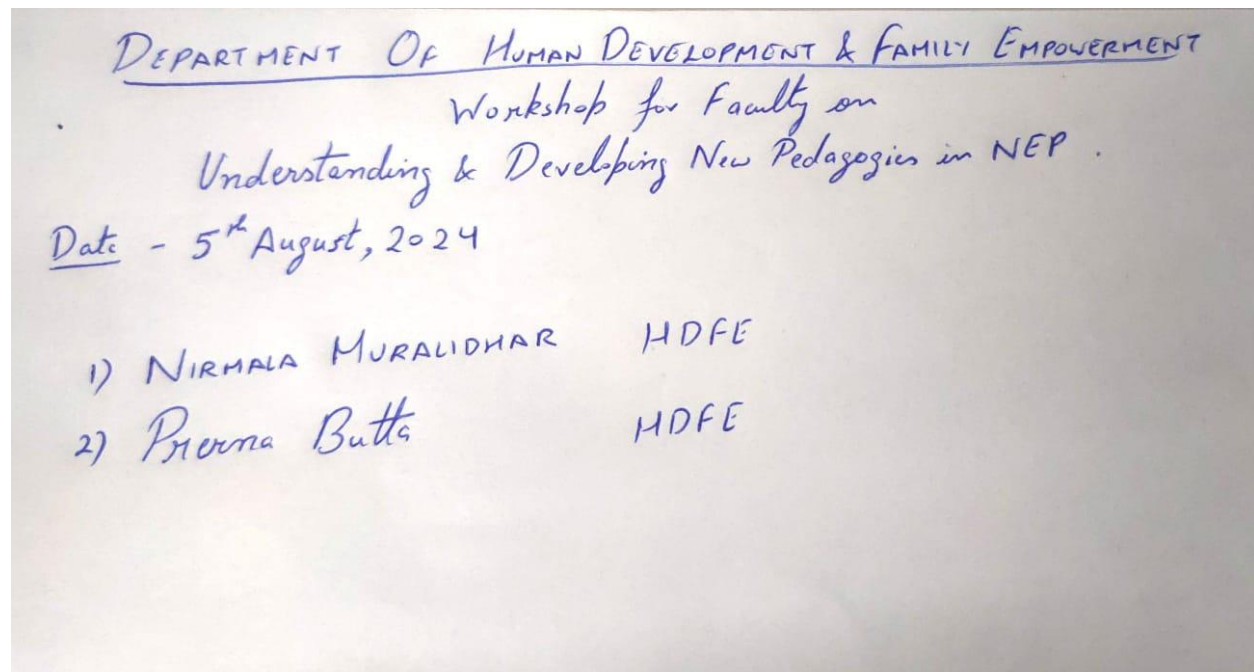 DEPARTMENT OF HUMAN DEVELOPMENT & FAMILY EMPOWERMENT
Workshop for Faculty on
Understanding & Developing New Pedagogies in NEP.
Date - 5th August, 2024
1) NIRMALA MURALIDHAR HDFE
2) Prerna Butta HDFE